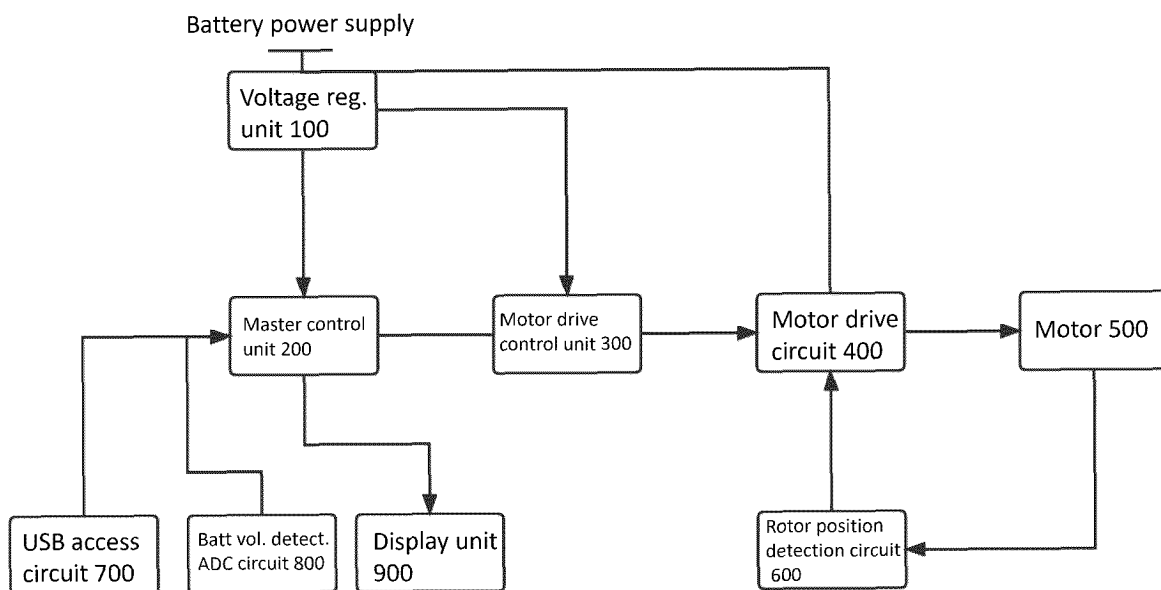 Battery power supply
Voltage reg.
unit 100
Master control
unit 200
Motor drive
control unit 300
Motor drive
circuit 400
Motor 500
USB access
circuit 700
Batt vol. detect.
ADC circuit 800
Display unit
900
Rotor position
detection circuit
600